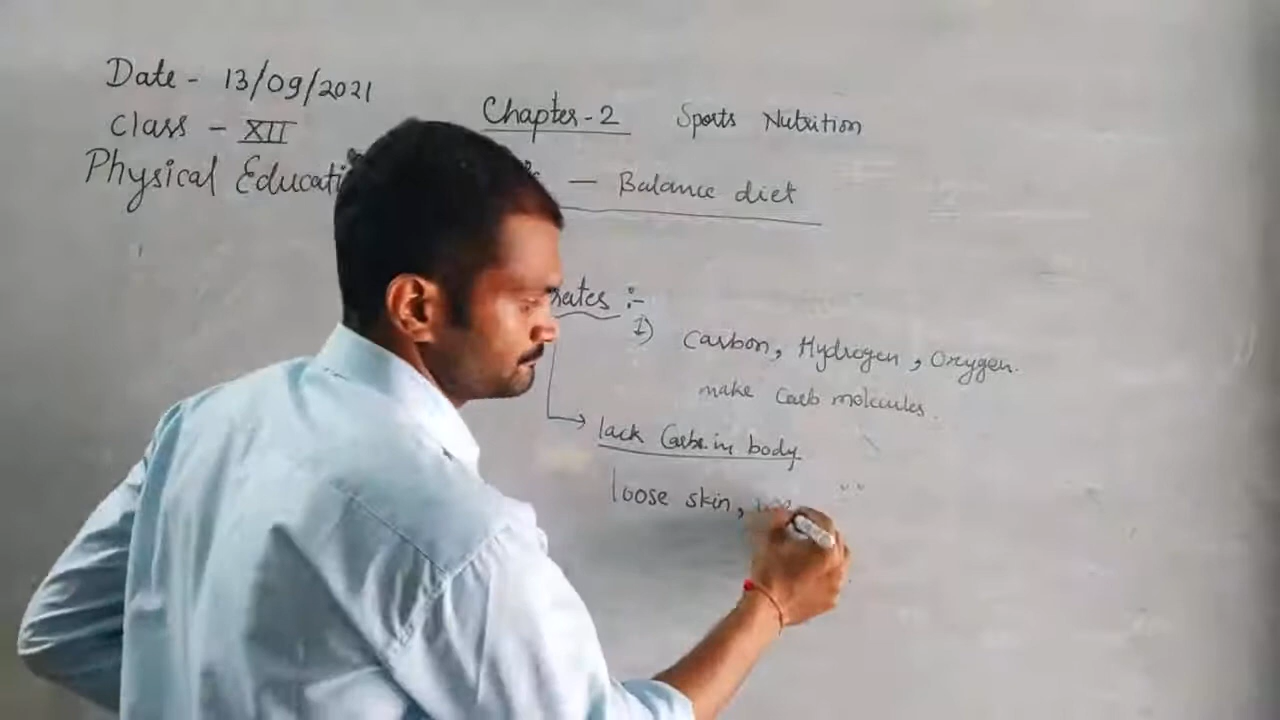 Date - 13/09/2021
Class - XII
Physical Educati
Chapter-2 Sports Nutrition
— Balance diet
rates :-
1) Carbon, Hydrogen, Oxygen.
make Carb molecules.
lack Carbs in body
loose skin,